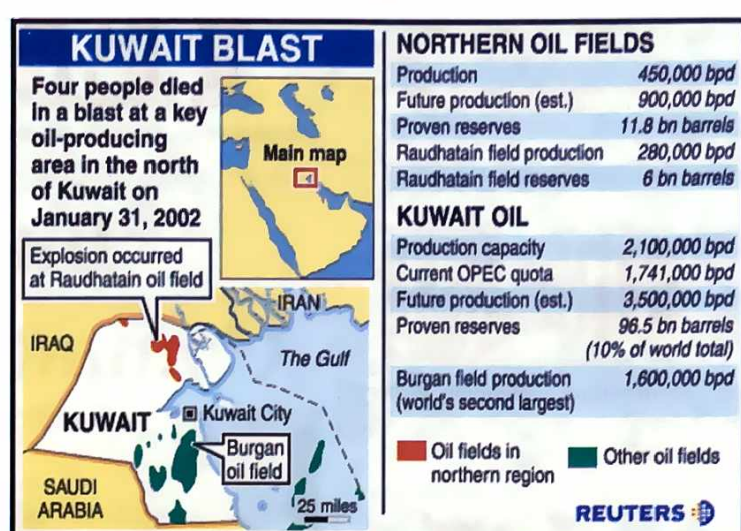 KUWAIT BLAST
Four people died
in a blast at a key
oil-producing
area in the north
of Kuwait on
January 31, 2002
Main map
Explosion occurred
at Raudhatain oil field
IRAN
IRAQ
The Gulf
KUWAIT
Kuwait City
Burgan
oil field
SAUDI
ARABIA
25 miles
NORTHERN OIL FIELDS
Production 450,000 bpd
Future production (est.) 900,000 bpd
Proven reserves 11.8 bn barrels
Raudhatain field production 280,000 bpd
Raudhatain field reserves 6 bn barrels
KUWAIT OIL
Production capacity 2,100,000 bpd
Current OPEC quota 1,741,000 bpd
Future production (est.) 3,500,000 bpd
Proven reserves 96.5 bn barrels
(10% of world total)
Burgan field production 1,600,000 bpd
(world's second largest)
Oil fields in
northern region
Other oil fields
REUTERS